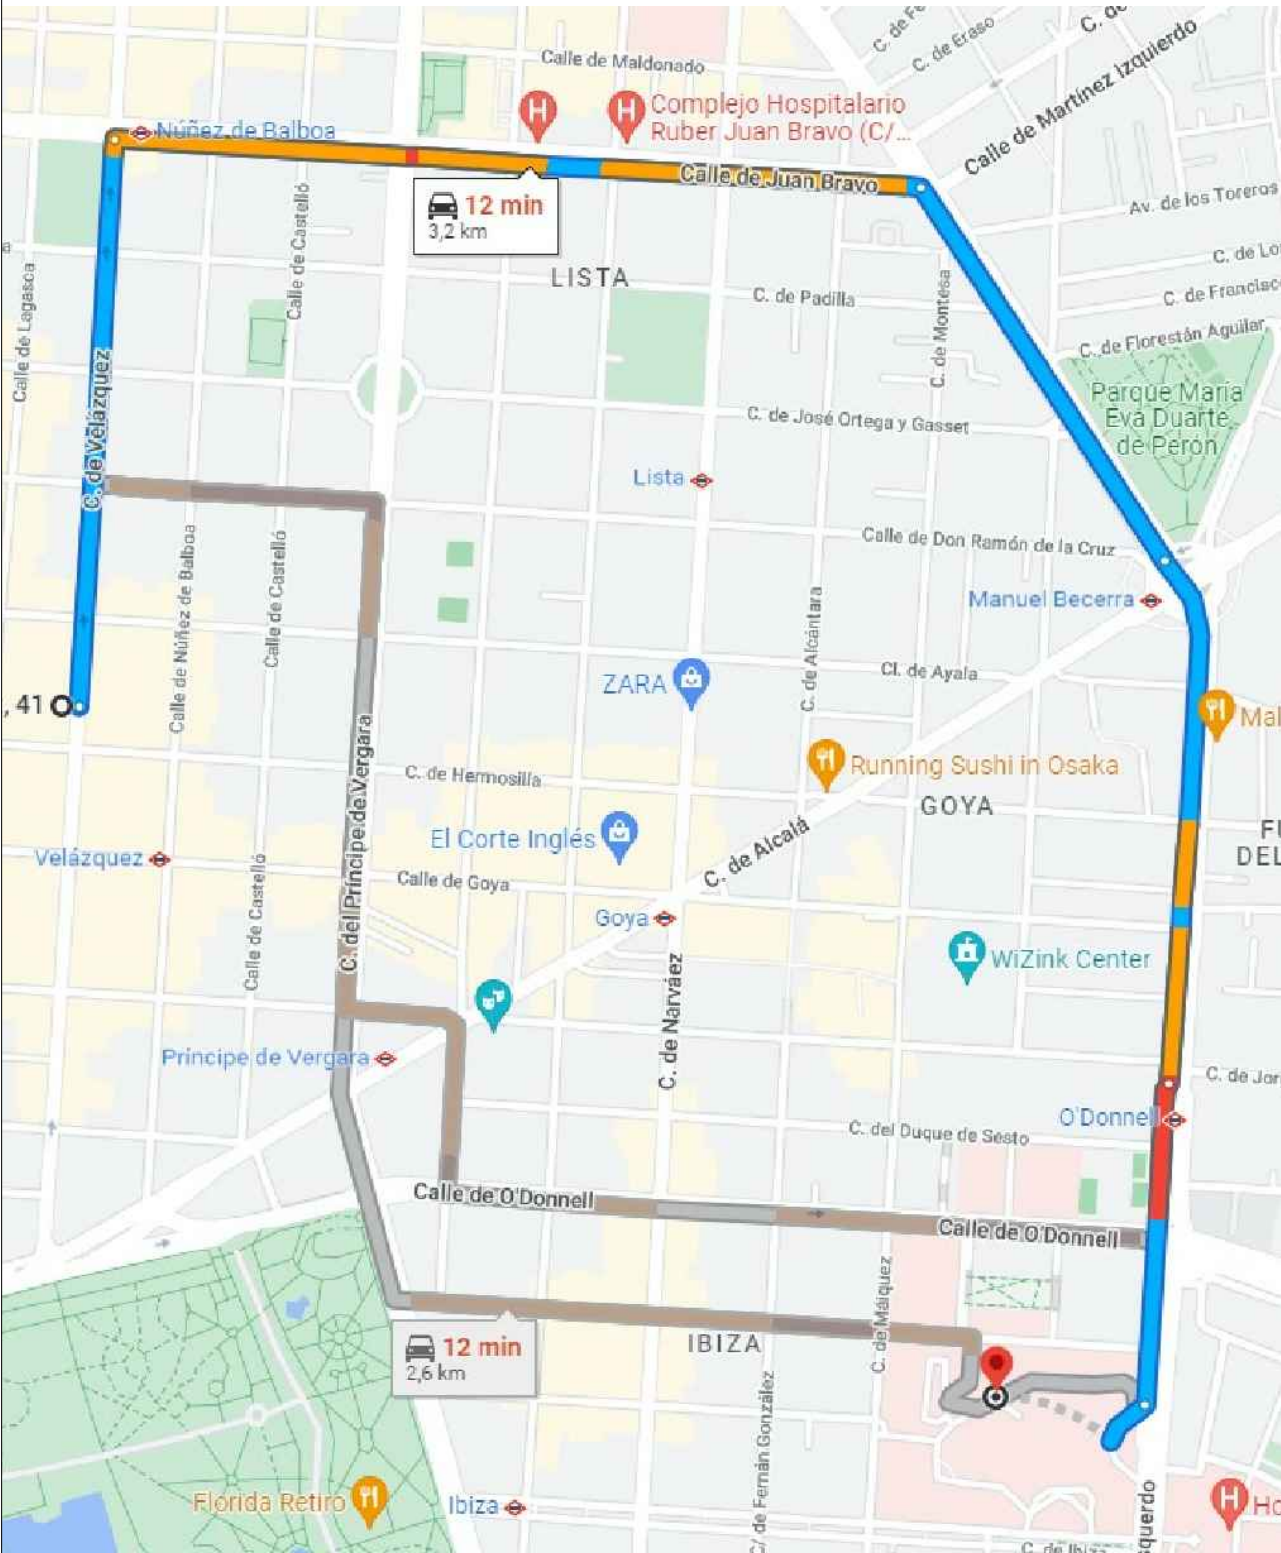 Calle de Maldonado
C. de Eraso
Calle de Martínez Izquierdo
Complejo Hospitalario
Ruber Juan Bravo (C/...
Núñez de Balboa
Calle de Juan Bravo
12 min
3,2 km
Av. de los Toreros
Calle de Castelló
LISTA
C. de Padilla
C. de Montesa
C. de Lo
C. de Francisc
C. de Florestán Aguilar
Calle de Lagasca
C. de Velázquez
Parque María
Eva Duarte
de Perón
C. de José Ortega y Gasset
Lista
Calle de Don Ramón de la Cruz
Calle de Núñez de Balboa
Calle de Castelló
Manuel Becerra
C. de Alcántara
Cl. de Ayala
ZARA
, 41
Mal
C. del Príncipe de Vergara
C. de Hermosilla
Running Sushi in Osaka
GOYA
El Corte Inglés
C. de Alcalá
Velázquez
Calle de Goya
Calle de Castelló
DEL
Goya
WiZink Center
C. de Narváez
Príncipe de Vergara
C. de Jor
O'Donnell
C. del Duque de Sesto
Calle de O'Donnell
Calle de O'Donnell
C. de Máiquez
12 min
2,6 km
IBIZA
C/ de Fernán González
Florida Retiro
Ibiza
squerdo
Ho
C. de Ibiza